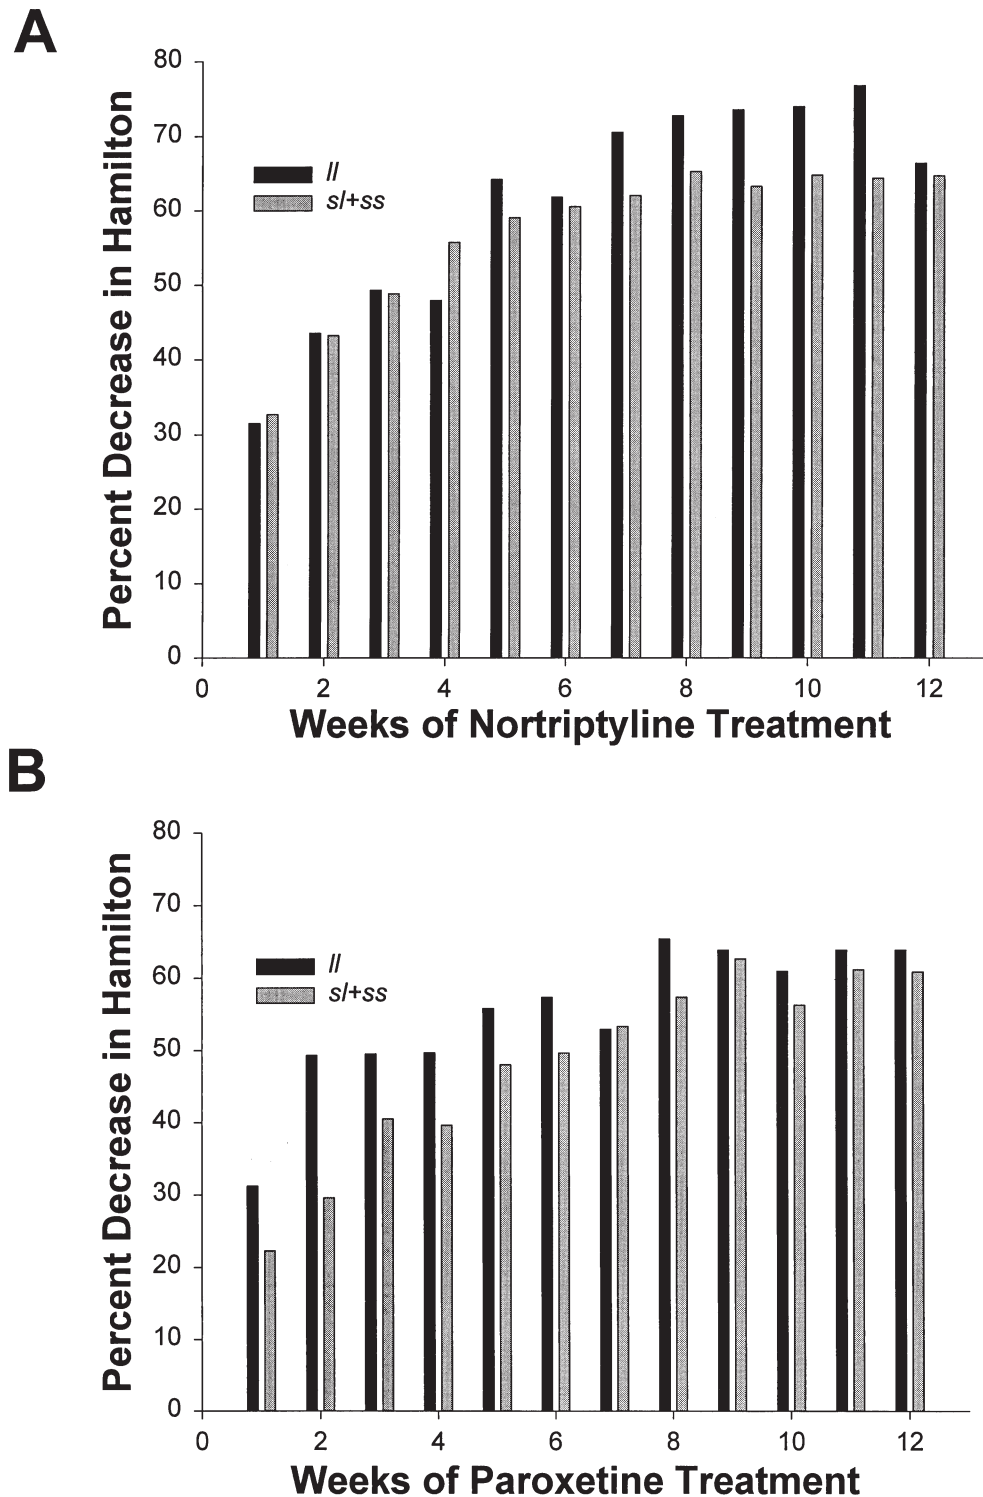 A
Percent Decrease in Hamilton
80
70
60
50
40
30
20
10
0
ll
sl+ss
0 2 4 6 8 10 12
Weeks of Nortriptyline Treatment
B
Percent Decrease in Hamilton
80
70
60
50
40
30
20
10
0
ll
sl+ss
0 2 4 6 8 10 12
Weeks of Paroxetine Treatment